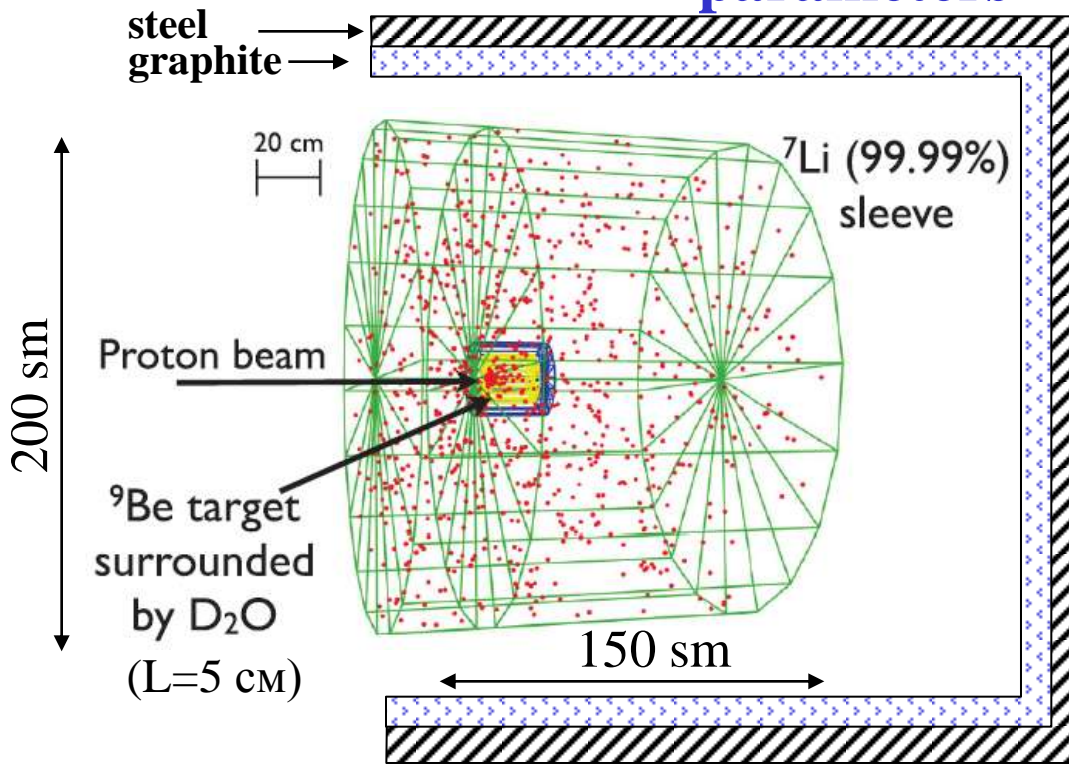 parameters
steel
graphite
20 cm
⁷Li (99.99%)
sleeve
200 sm
Proton beam
⁹Be target
surrounded
by D₂O
(L=5 см)
150 sm